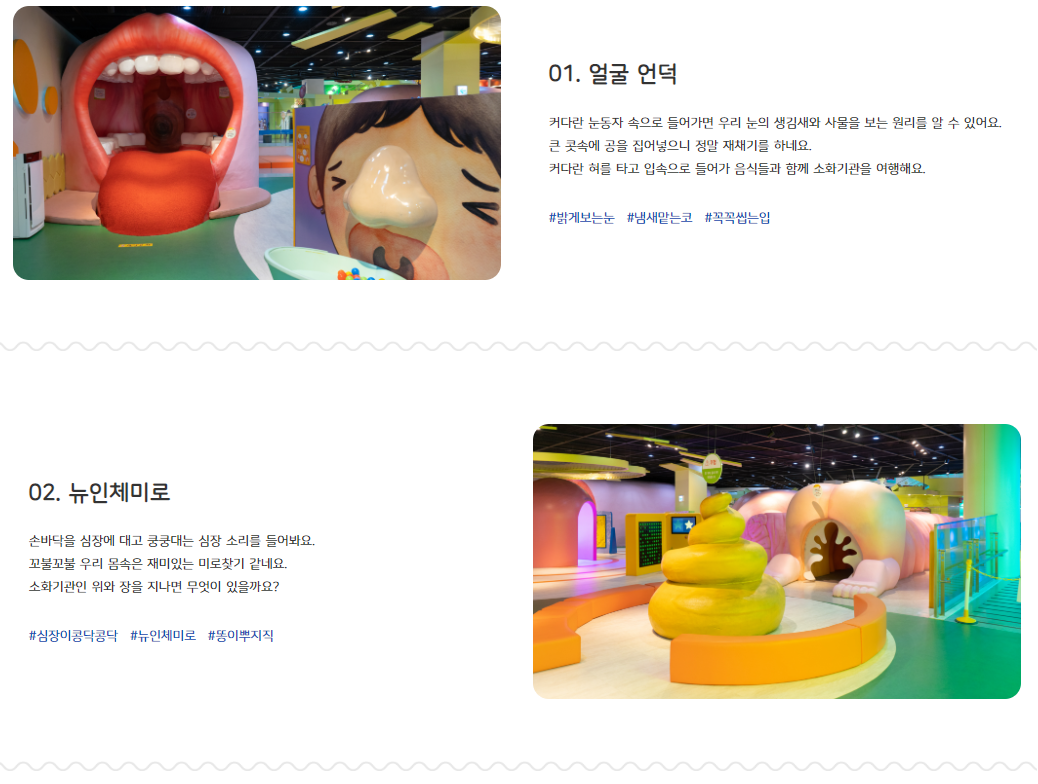 01. 얼굴 언덕
커다란 눈동자 속으로 들어가면 우리 눈의 생김새와 사물을 보는 원리를 알 수 있어요.
큰 콧속에 공을 집어넣으니 정말 재채기를 하네요.
커다란 혀를 타고 입속으로 들어가 음식들과 함께 소화기관을 여행해요.
#밝게보는눈 #냄새맡는코 #꼭꼭씹는입
02. 뉴인체미로
손바닥을 심장에 대고 쿵쿵대는 심장 소리를 들어봐요.
꼬불꼬불 우리 몸속은 재미있는 미로찾기 같네요.
소화기관인 위와 장을 지나면 무엇이 있을까요?
#심장이콩닥콩닥 #뉴인체미로 #똥이뿌지직